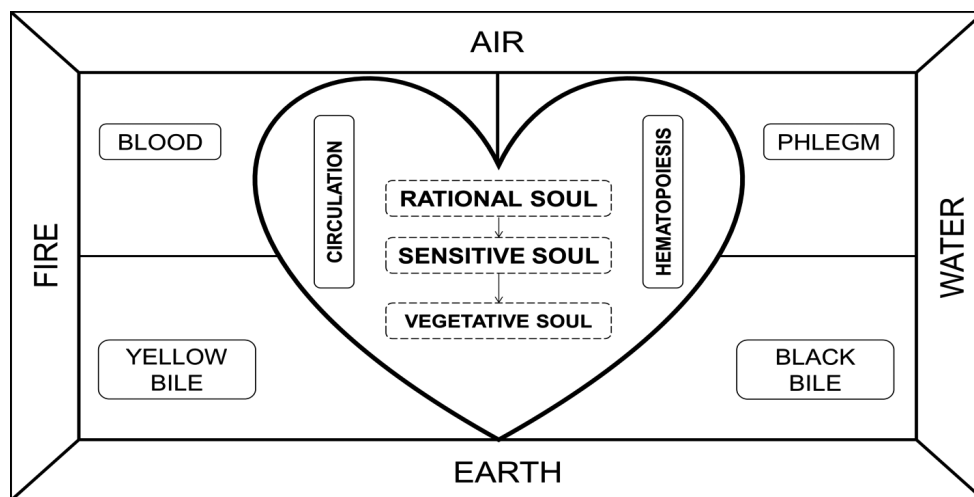 AIR
BLOOD
PHLEGM
CIRCULATION
HEMATOPOIESIS
RATIONAL SOUL
SENSITIVE SOUL
VEGETATIVE SOUL
FIRE
WATER
YELLOW
BILE
BLACK
BILE
EARTH